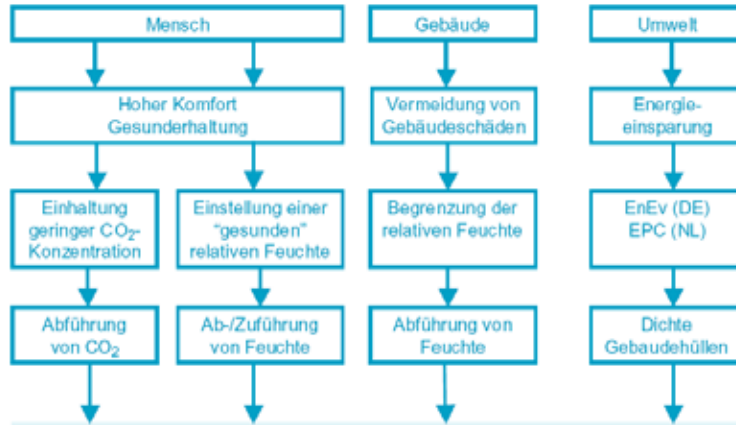 Mensch
Gebäude
Umwelt
Hoher Komfort
Gesunderhaltung
Vermeidung von
Gebäudeschäden
Energie-
einsparung
Einhaltung
geringer CO₂-
Konzentration
Einstellung einer
"gesunden"
relativen Feuchte
Begrenzung der
relativen Feuchte
EnEv (DE)
EPC (NL)
Abführung
von CO₂
Ab-/Zuführung
von Feuchte
Abführung von
Feuchte
Dichte
Gebaudehüllen